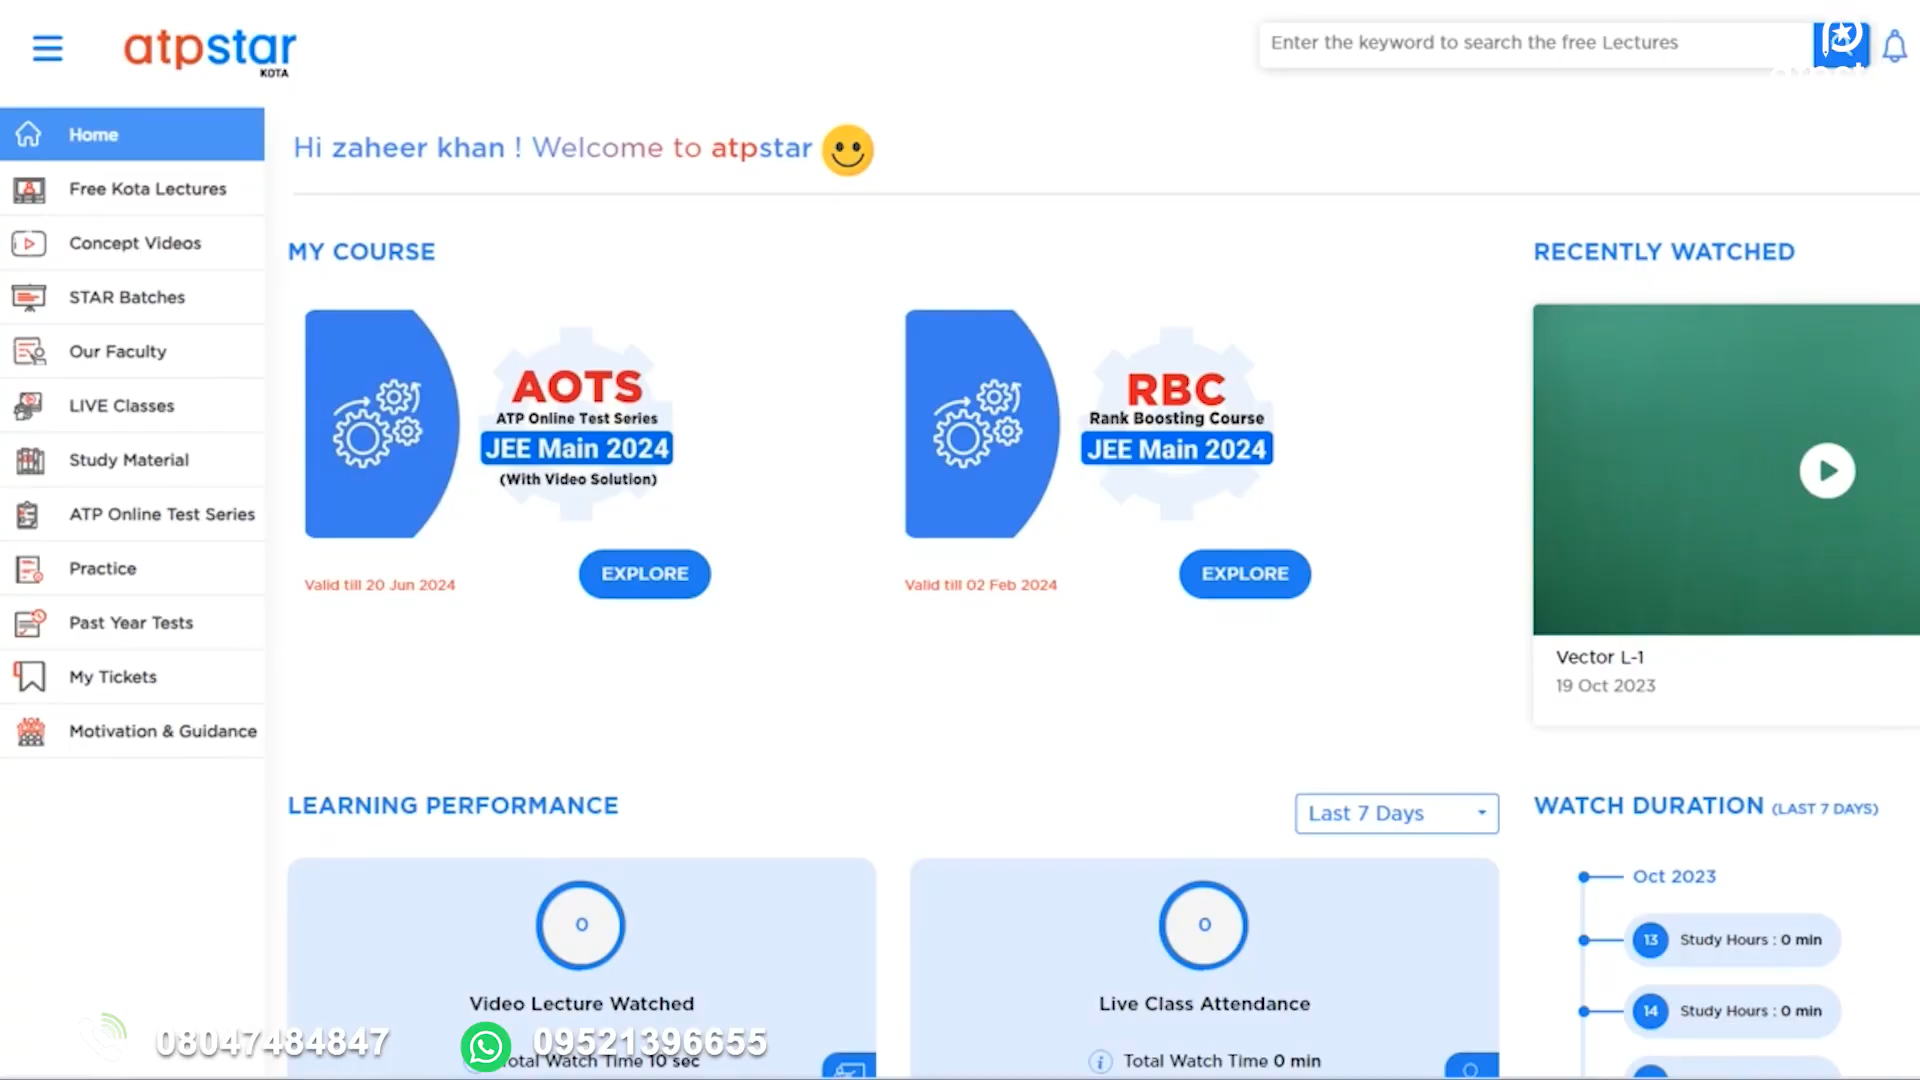 atpstar
KOTA
Enter the keyword to search the free Lectures
Home
Free Kota Lectures
Concept Videos
STAR Batches
Our Faculty
LIVE Classes
Study Material
ATP Online Test Series
Practice
Past Year Tests
My Tickets
Motivation & Guidance
Hi zaheer khan ! Welcome to atpstar
MY COURSE
AOTS
ATP Online Test Series
JEE Main 2024
(With Video Solution)
Valid till 20 Jun 2024
EXPLORE
RBC
Rank Boosting Course
JEE Main 2024
Valid till 02 Feb 2024
EXPLORE
RECENTLY WATCHED
Vector L-1
19 Oct 2023
LEARNING PERFORMANCE
Last 7 Days
0
Video Lecture Watched
Total Watch Time 10 sec
0
Live Class Attendance
Total Watch Time 0 min
WATCH DURATION (LAST 7 DAYS)
Oct 2023
13 Study Hours : 0 min
14 Study Hours : 0 min
08047484847
09521396655